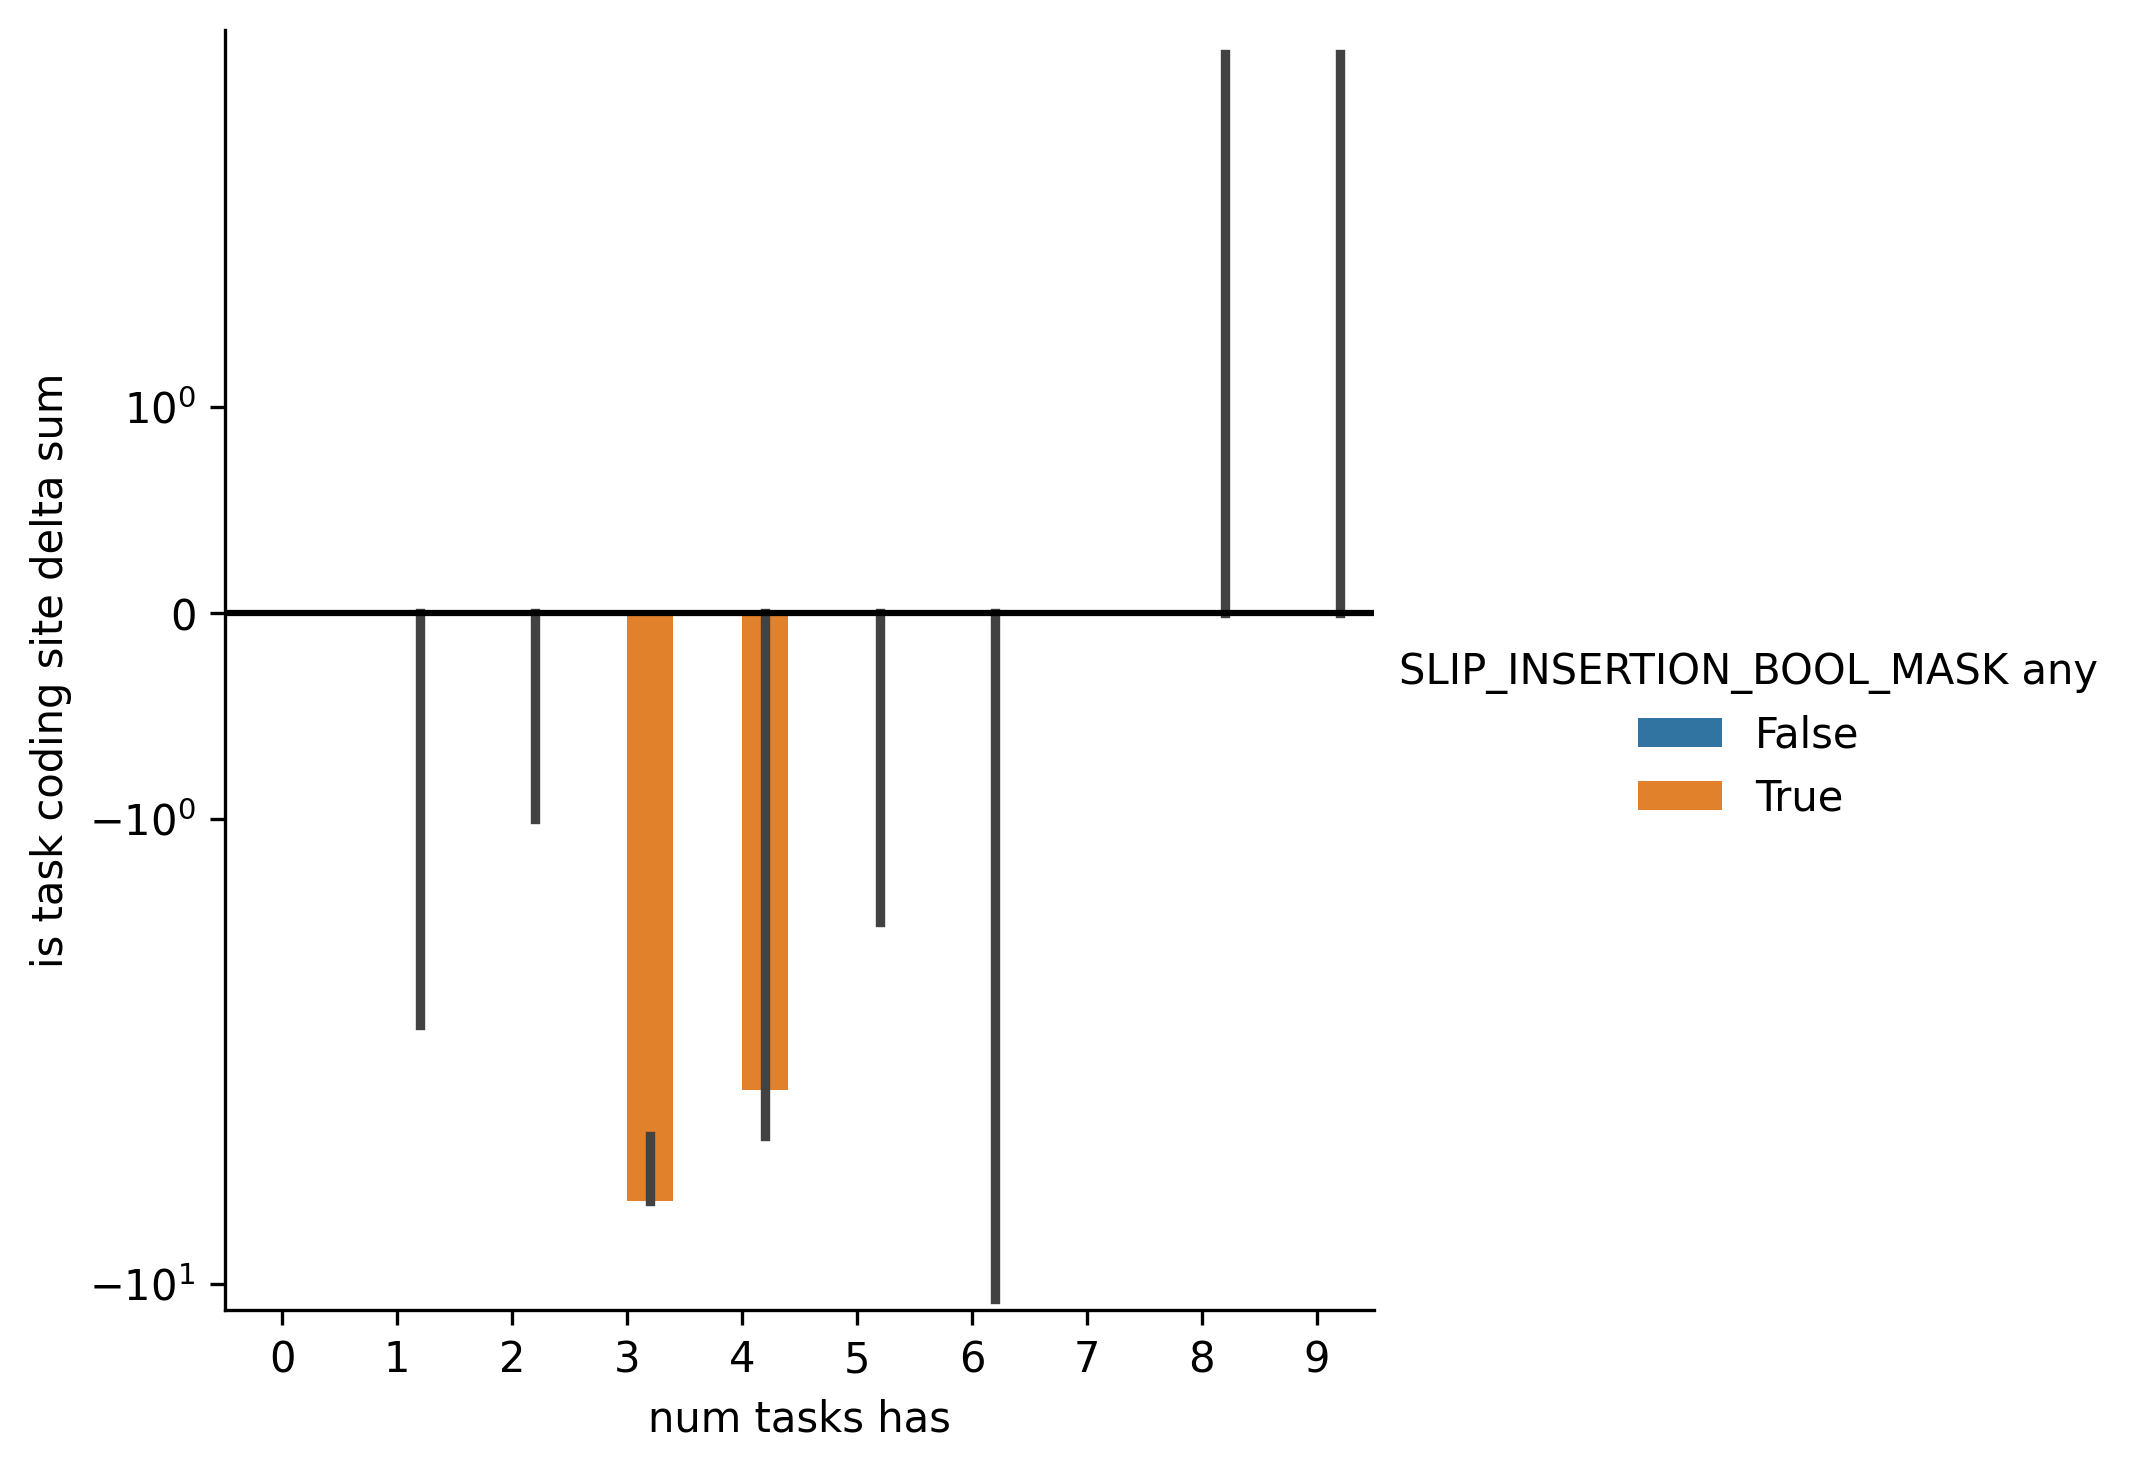 is task coding site delta sum
10⁰
0
−10⁰
−10¹
0 1 2 3 4 5 6 7 8 9
num tasks has
SLIP_INSERTION_BOOL_MASK any
False
True